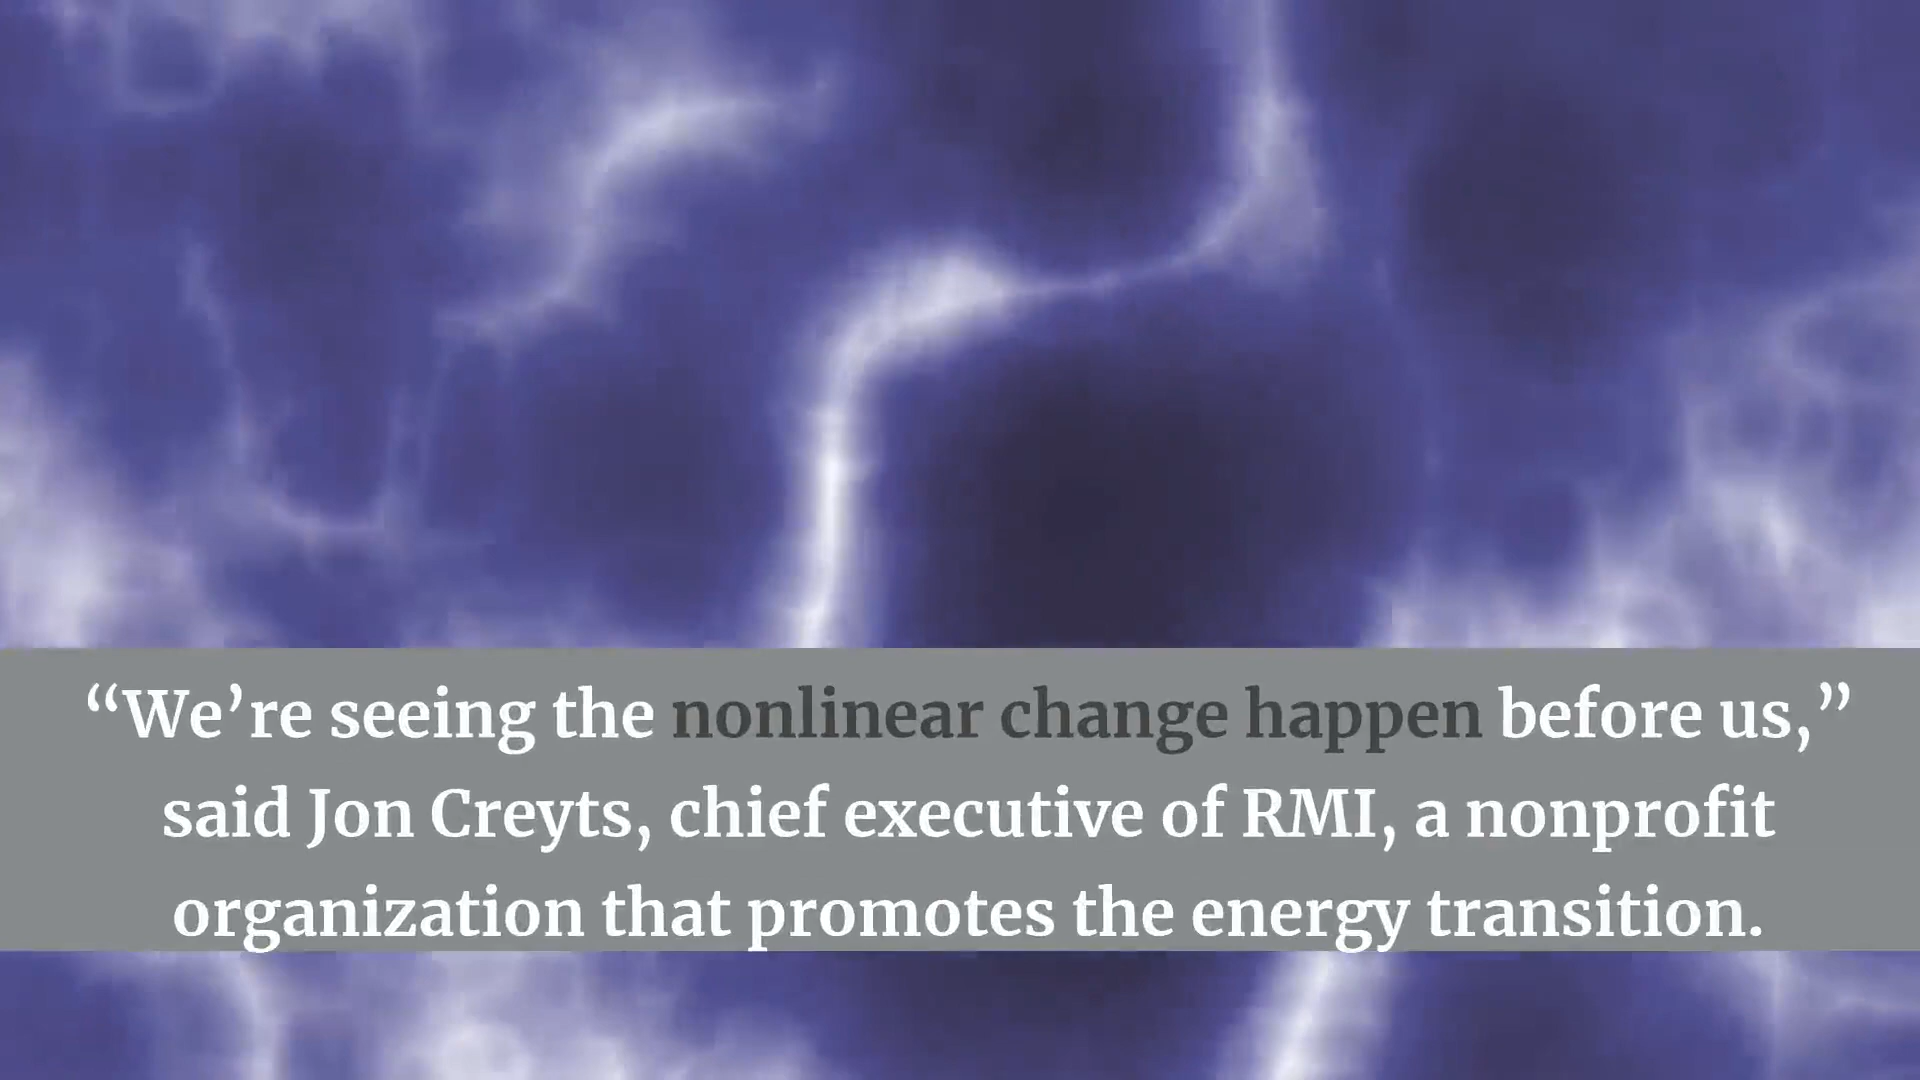 “We’re seeing the nonlinear change happen before us,”
said Jon Creyts, chief executive of RMI, a nonprofit
organization that promotes the energy transition.